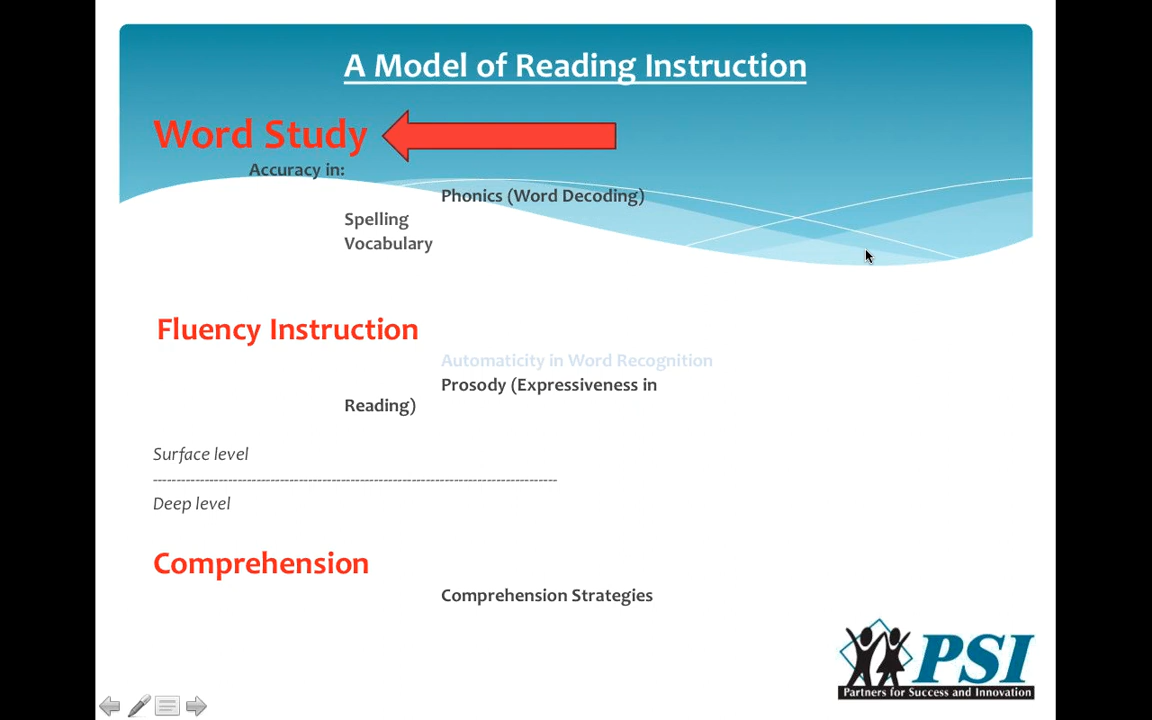 A Model of Reading Instruction
Word Study
Accuracy in:
Phonics (Word Decoding)
Spelling
Vocabulary
Fluency Instruction
Automaticity in Word Recognition
Prosody (Expressiveness in
Reading)
Surface level
--------------------------------------------------------------------------------------
Deep level
Comprehension
Comprehension Strategies
PSI
Partners for Success and Innovation